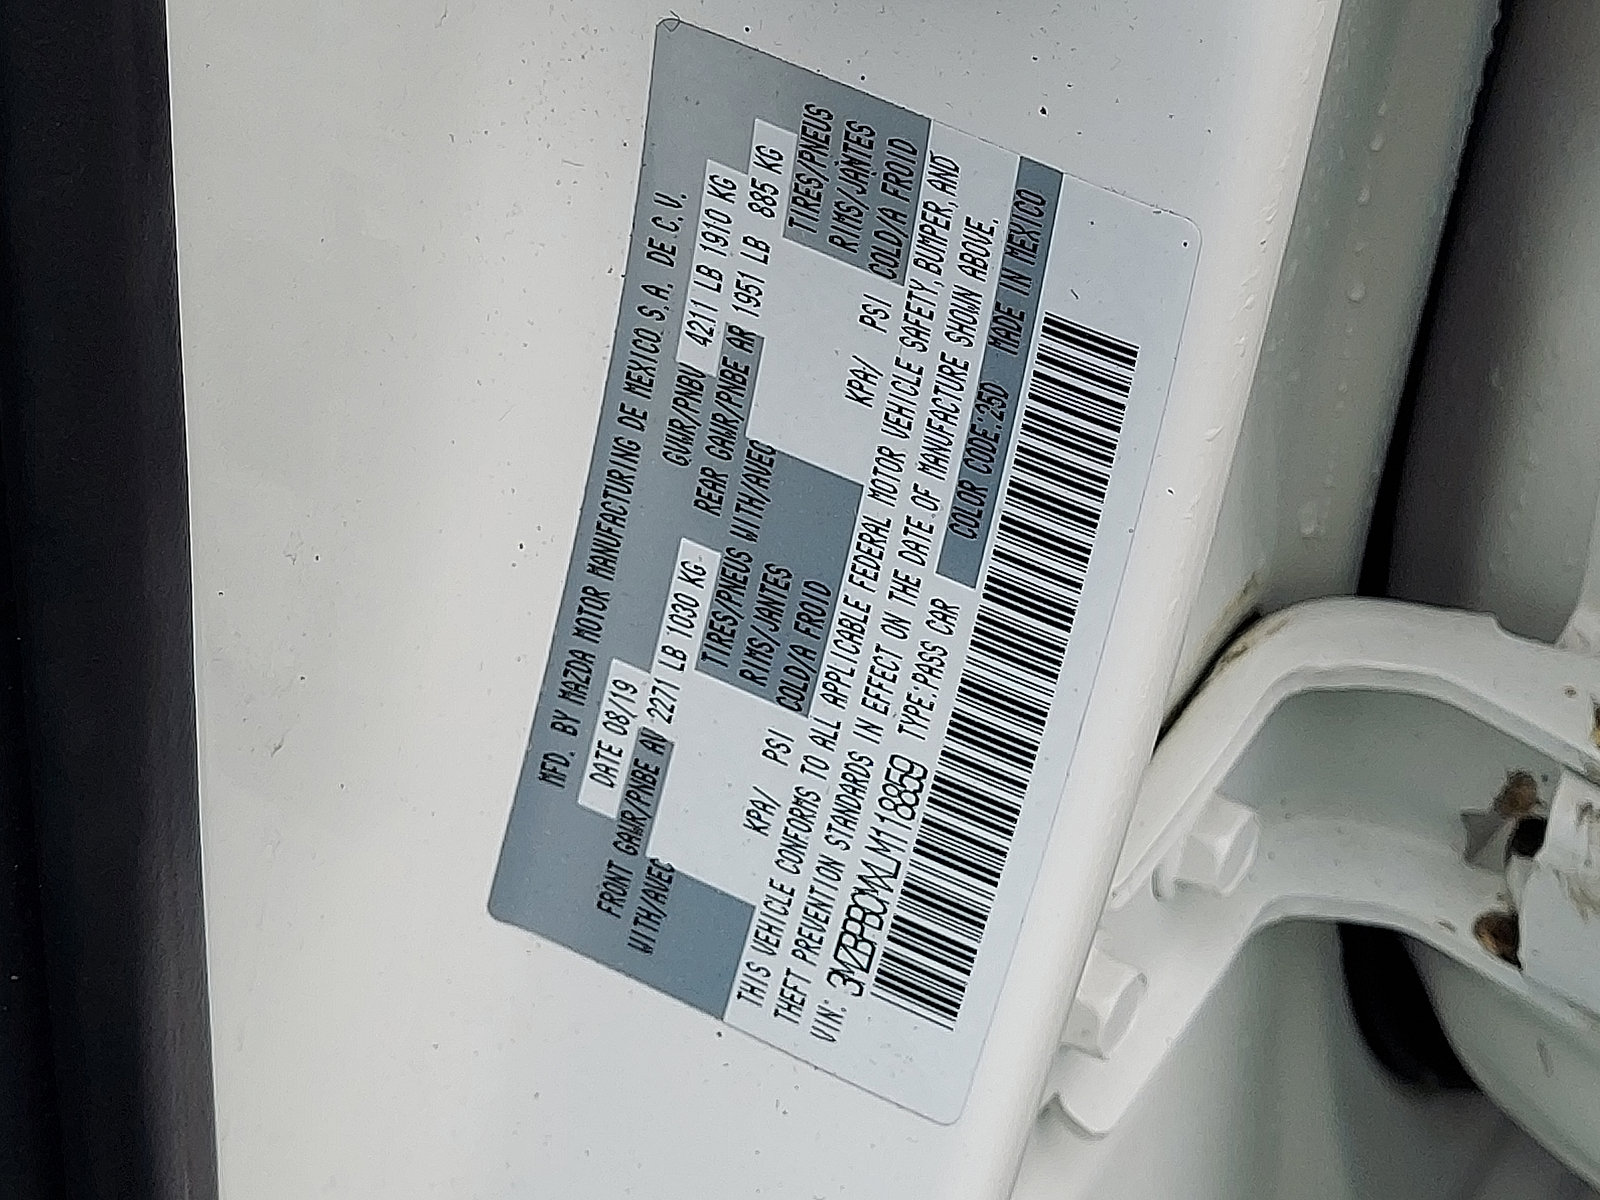 MFD. BY MAZDA MOTOR MANUFACTURING DE MEXICO S.A. DE C.V.
DATE 08/19 GVWR/PNBV 4211 LB 1910 KG
FRONT GAWR/PNBE AV 2271 LB 1030 KG REAR GAWR/PNBE AR 1951 LB 885 KG
WITH/AVEC TIRES/PNEUS WITH/AVEC TIRES/PNEUS
RIMS/JANTES RIMS/JANTES
KPA/ PSI COLD/A FROID KPA/ PSI COLD/A FROID
THIS VEHICLE CONFORMS TO ALL APPLICABLE FEDERAL MOTOR VEHICLE SAFETY, BUMPER, AND
THEFT PREVENTION STANDARDS IN EFFECT ON THE DATE OF MANUFACTURE SHOWN ABOVE.
VIN: 3MZBPBCMXLM118859 TYPE:PASS CAR COLOR CODE:25D MADE IN MEXICO